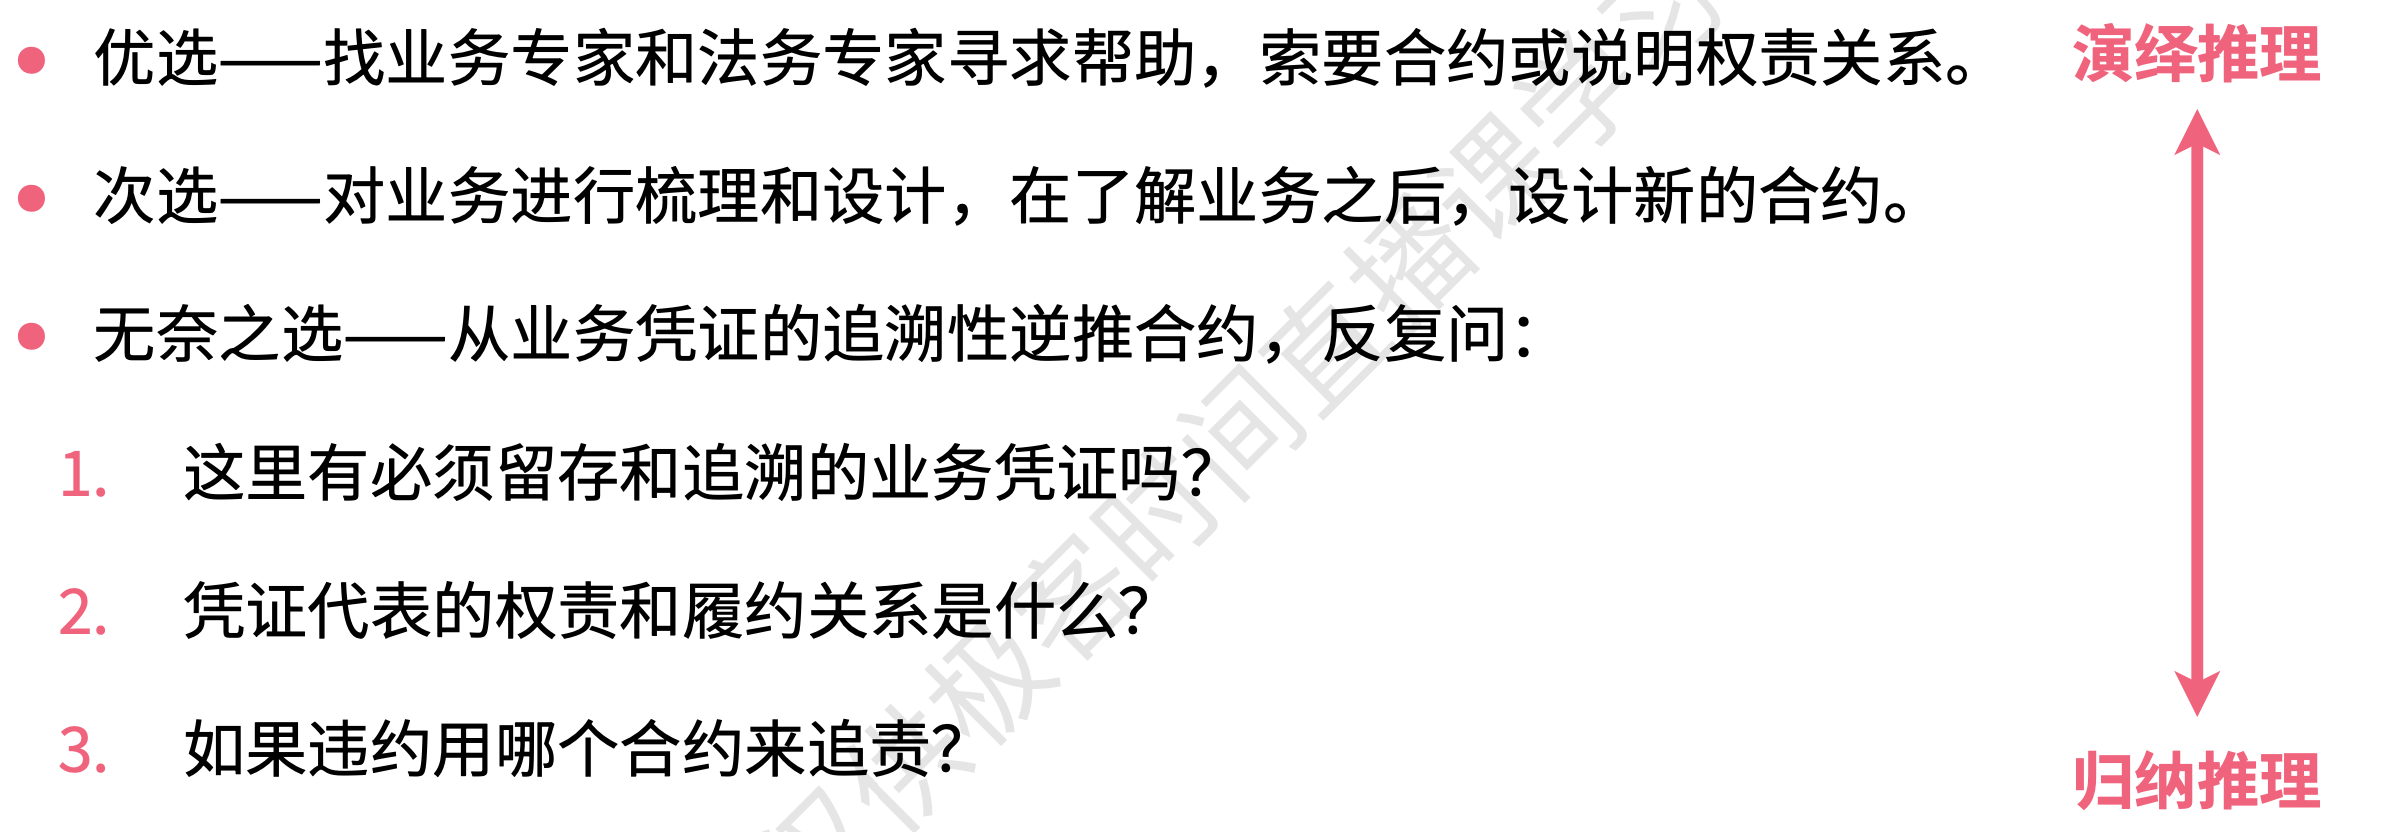 优选——找业务专家和法务专家寻求帮助，索要合约或说明权责关系。
演绎推理
次选——对业务进行梳理和设计，在了解业务之后，设计新的合约。
无奈之选——从业务凭证的追溯性逆推合约，反复问：
1. 这里有必须留存和追溯的业务凭证吗？
2. 凭证代表的权责和履约关系是什么？
3. 如果违约用哪个合约来追责？
归纳推理
仅供极客时间直播课学习